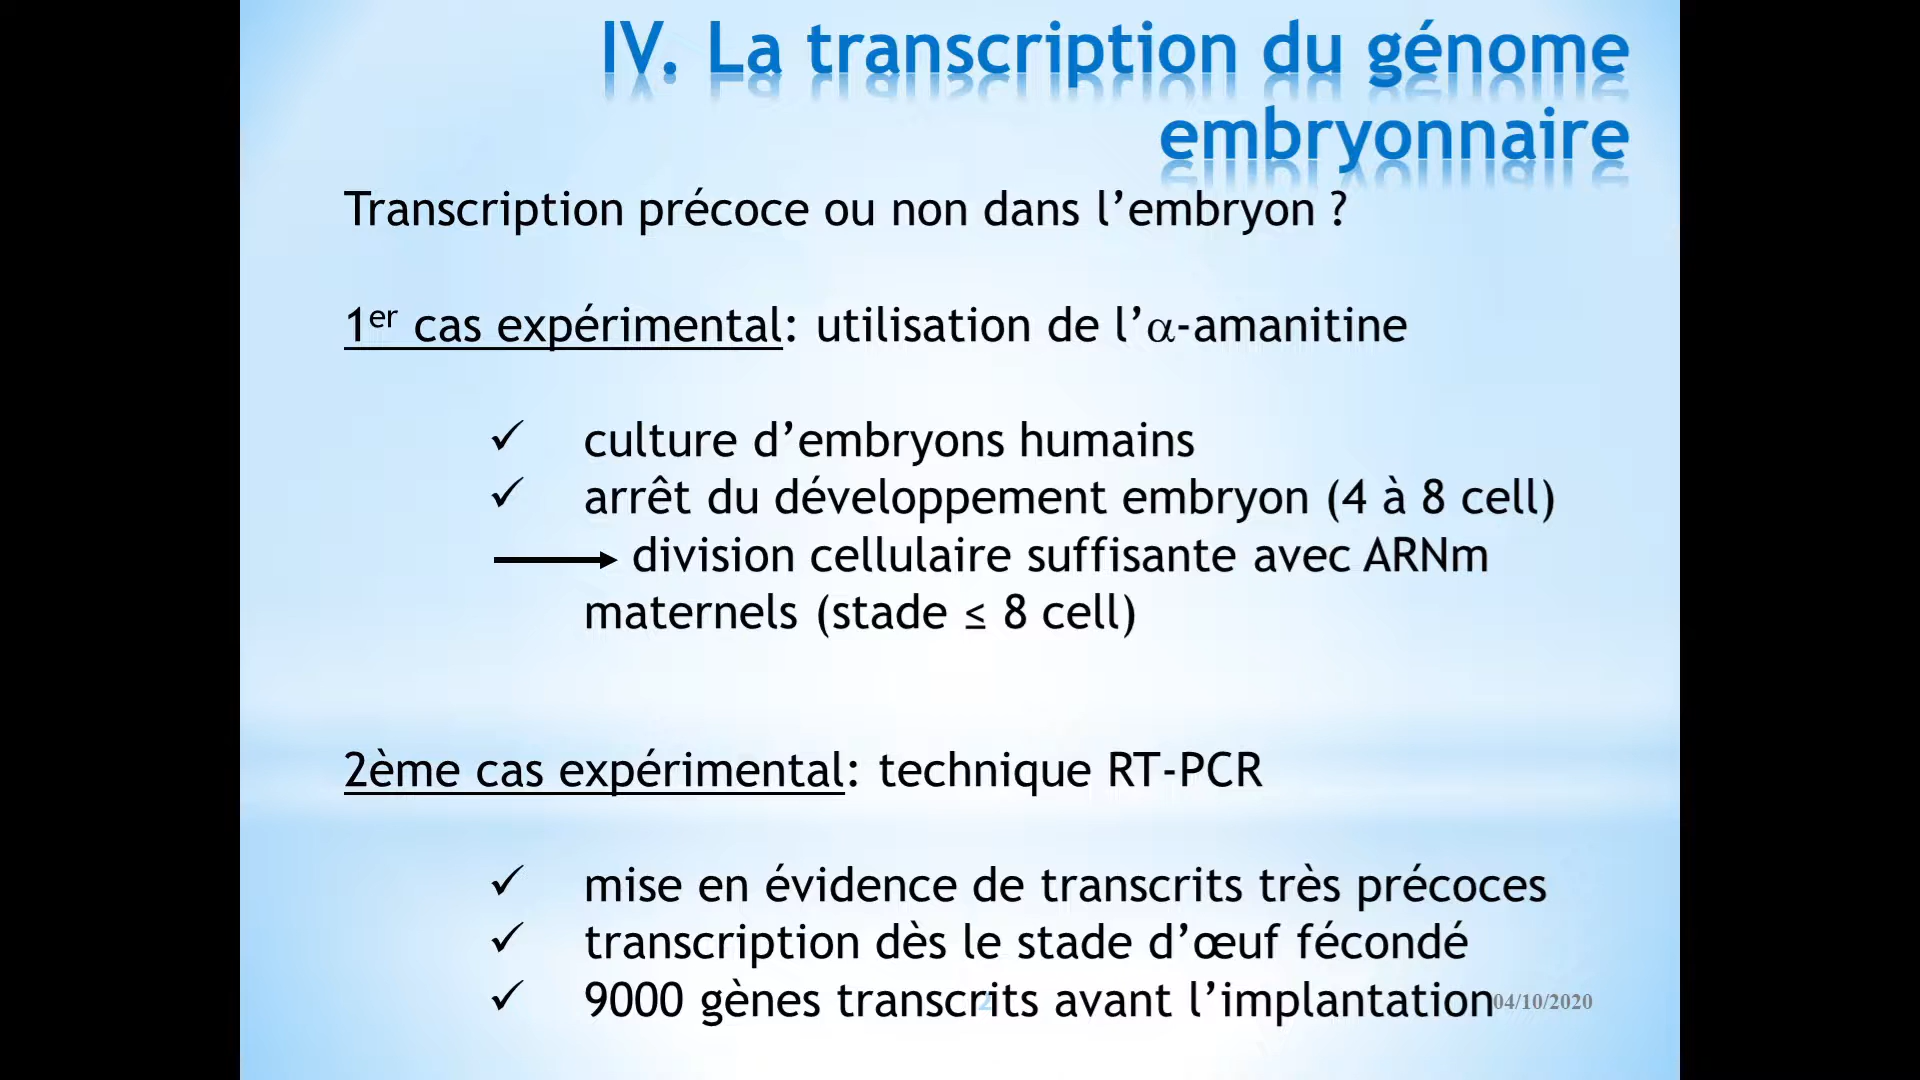 IV. La transcription du génome
embryonnaire
Transcription précoce ou non dans l’embryon ?
1er cas expérimental: utilisation de l’α-amanitine
✓ culture d’embryons humains
✓ arrêt du développement embryon (4 à 8 cell)
division cellulaire suffisante avec ARNm
maternels (stade ≤ 8 cell)
2ème cas expérimental: technique RT-PCR
✓ mise en évidence de transcrits très précoces
✓ transcription dès le stade d’œuf fécondé
✓ 9000 gènes transcrits avant l’implantation
2
04/10/2020